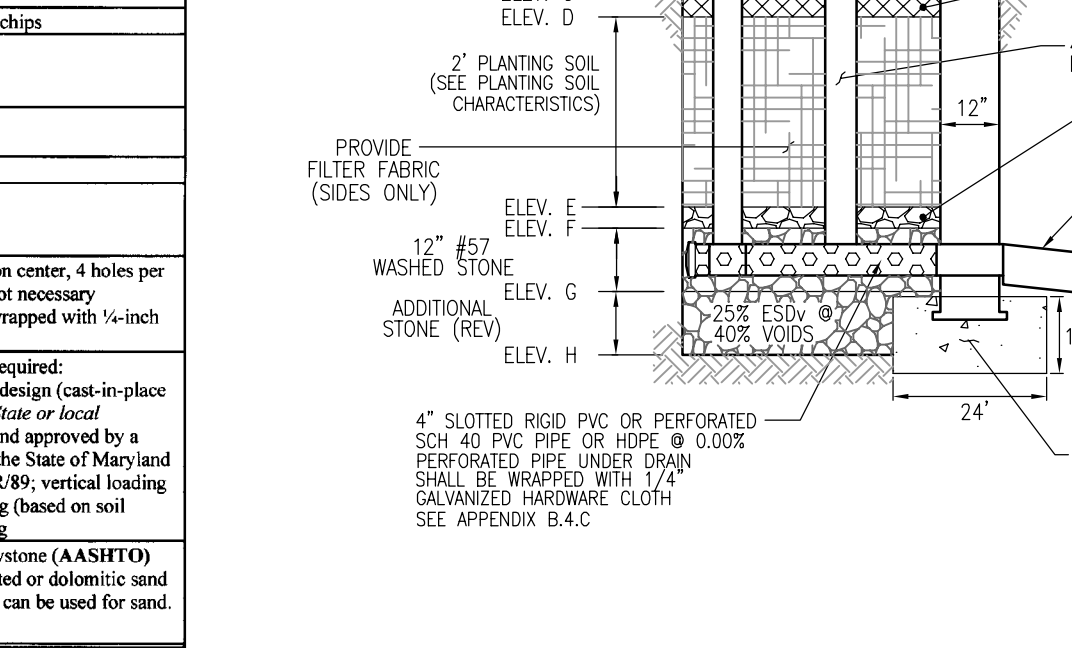 chips
on center, 4 holes per
ot necessary
wrapped with ¼-inch
equired:
design (cast-in-place
State or local
nd approved by a
the State of Maryland
R/89; vertical loading
g (based on soil
g
ystone (AASHTO)
ted or dolomitic sand
can be used for sand.
ELEV. D
2' PLANTING SOIL
(SEE PLANTING SOIL
CHARACTERISTICS)
12"
PROVIDE
FILTER FABRIC
(SIDES ONLY)
ELEV. E
ELEV. F
12" #57
WASHED STONE
ELEV. G
ADDITIONAL
STONE (REV)
25% ESDv @
40% VOIDS
ELEV. H
24'
4" SLOTTED RIGID PVC OR PERFORATED
SCH 40 PVC PIPE OR HDPE @ 0.00%
PERFORATED PIPE UNDER DRAIN
SHALL BE WRAPPED WITH 1/4"
GALVANIZED HARDWARE CLOTH
SEE APPENDIX B.4.C